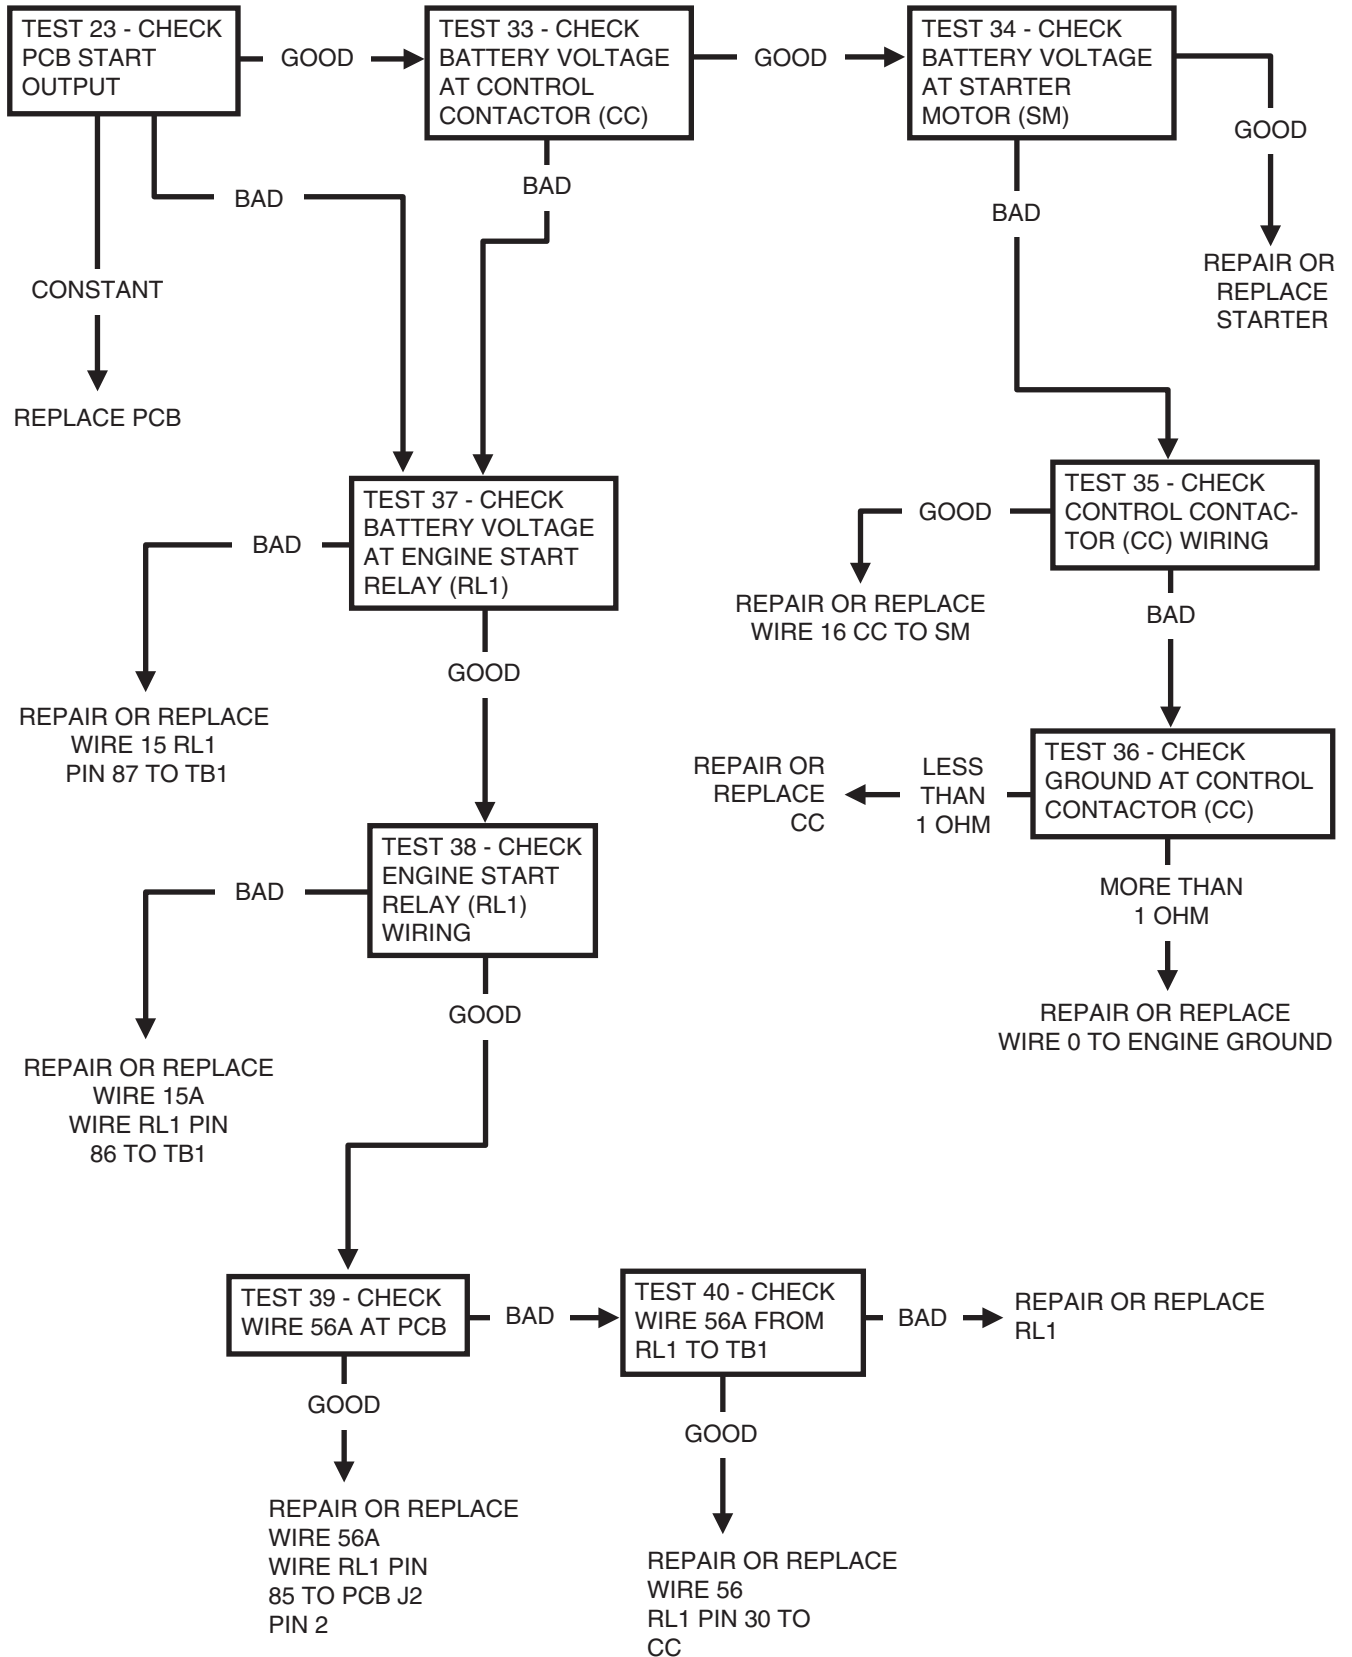 TEST 23 - CHECK
PCB START
OUTPUT
GOOD
TEST 33 - CHECK
BATTERY VOLTAGE
AT CONTROL
CONTACTOR (CC)
GOOD
TEST 34 - CHECK
BATTERY VOLTAGE
AT STARTER
MOTOR (SM)
GOOD
BAD
BAD
BAD
CONSTANT
REPLACE PCB
REPAIR OR
REPLACE
STARTER
TEST 37 - CHECK
BATTERY VOLTAGE
AT ENGINE START
RELAY (RL1)
BAD
REPAIR OR REPLACE
WIRE 15 RL1
PIN 87 TO TB1
GOOD
TEST 35 - CHECK
CONTROL CONTAC-
TOR (CC) WIRING
GOOD
REPAIR OR REPLACE
WIRE 16 CC TO SM
BAD
TEST 36 - CHECK
GROUND AT CONTROL
CONTACTOR (CC)
LESS
THAN
1 OHM
REPAIR OR
REPLACE
CC
MORE THAN
1 OHM
REPAIR OR REPLACE
WIRE 0 TO ENGINE GROUND
TEST 38 - CHECK
ENGINE START
RELAY (RL1)
WIRING
BAD
REPAIR OR REPLACE
WIRE 15A
WIRE RL1 PIN
86 TO TB1
GOOD
TEST 39 - CHECK
WIRE 56A AT PCB
BAD
TEST 40 - CHECK
WIRE 56A FROM
RL1 TO TB1
BAD
REPAIR OR REPLACE
RL1
GOOD
REPAIR OR REPLACE
WIRE 56A
WIRE RL1 PIN
85 TO PCB J2
PIN 2
GOOD
REPAIR OR REPLACE
WIRE 56
RL1 PIN 30 TO
CC